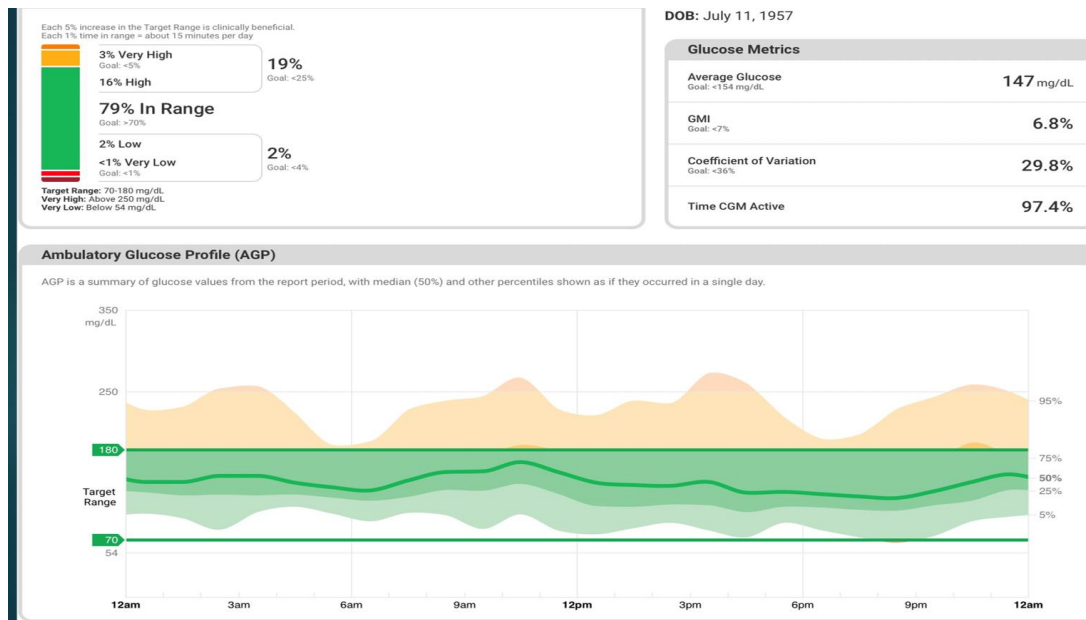 Each 5% increase in the Target Range is clinically beneficial.
Each 1% time in range = about 15 minutes per day
3% Very High
Goal: <5%
16% High
19%
Goal: <25%
79% In Range
Goal: >70%
2% Low
<1% Very Low
Goal: <1%
2%
Goal: <4%
Target Range: 70-180 mg/dL
Very High: Above 250 mg/dL
Very Low: Below 54 mg/dL
DOB: July 11, 1957
Glucose Metrics
Average Glucose
Goal: <154 mg/dL
147 mg/dL
GMI
Goal: <7%
6.8%
Coefficient of Variation
Goal: <36%
29.8%
Time CGM Active
97.4%
Ambulatory Glucose Profile (AGP)
AGP is a summary of glucose values from the report period, with median (50%) and other percentiles shown as if they occurred in a single day.
350
mg/dL
250
180
Target
Range
70
54
95%
75%
50%
25%
5%
12am 3am 6am 9am 12pm 3pm 6pm 9pm 12am